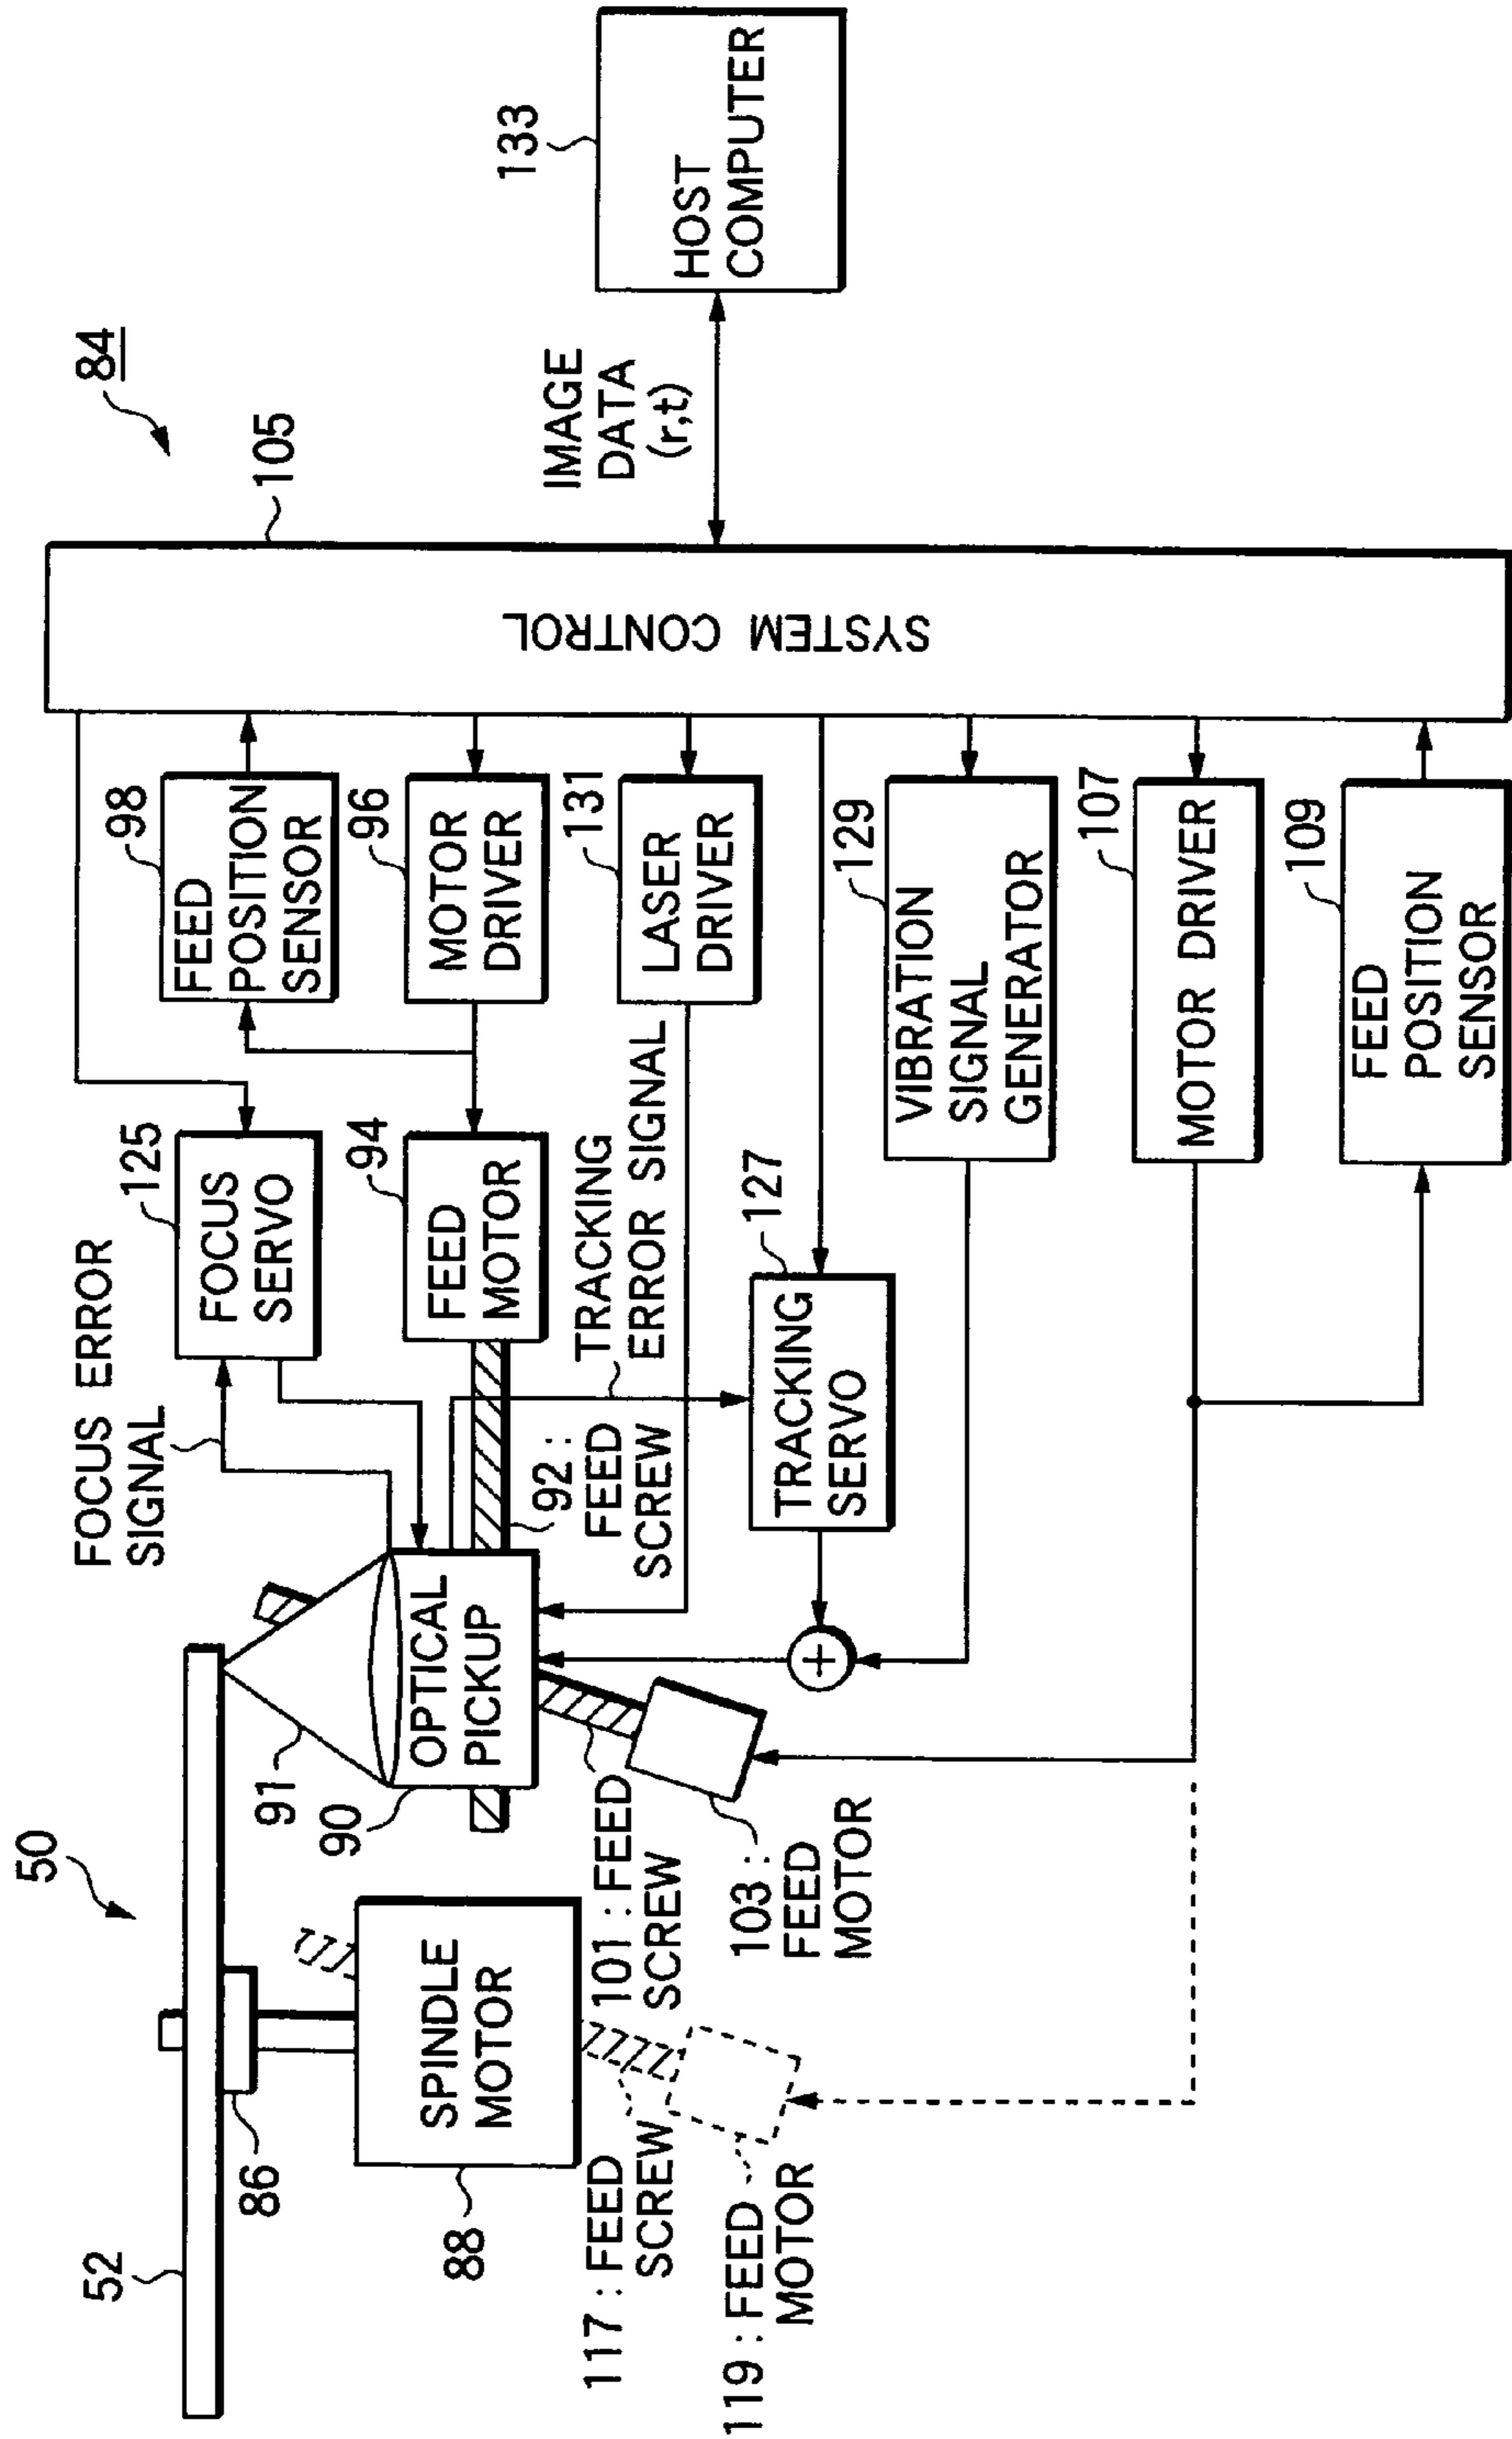 50
52
86
88
SPINDLE
MOTOR
91
90
OPTICAL
PICKUP
FOCUS ERROR
SIGNAL
125
FOCUS
SERVO
94
FEED
MOTOR
98
FEED
POSITION
SENSOR
96
MOTOR
DRIVER
131
LASER
DRIVER
TRACKING
ERROR SIGNAL
92 : FEED
SCREW
127
TRACKING
SERVO
129
VIBRATION
SIGNAL
GENERATOR
107
MOTOR DRIVER
109
FEED
POSITION
SENSOR
101 : FEED
SCREW
103 : FEED
MOTOR
117 : FEED
SCREW
119 : FEED
MOTOR
+
84
105
SYSTEM CONTROL
IMAGE
DATA
(r,t)
133
HOST
COMPUTER